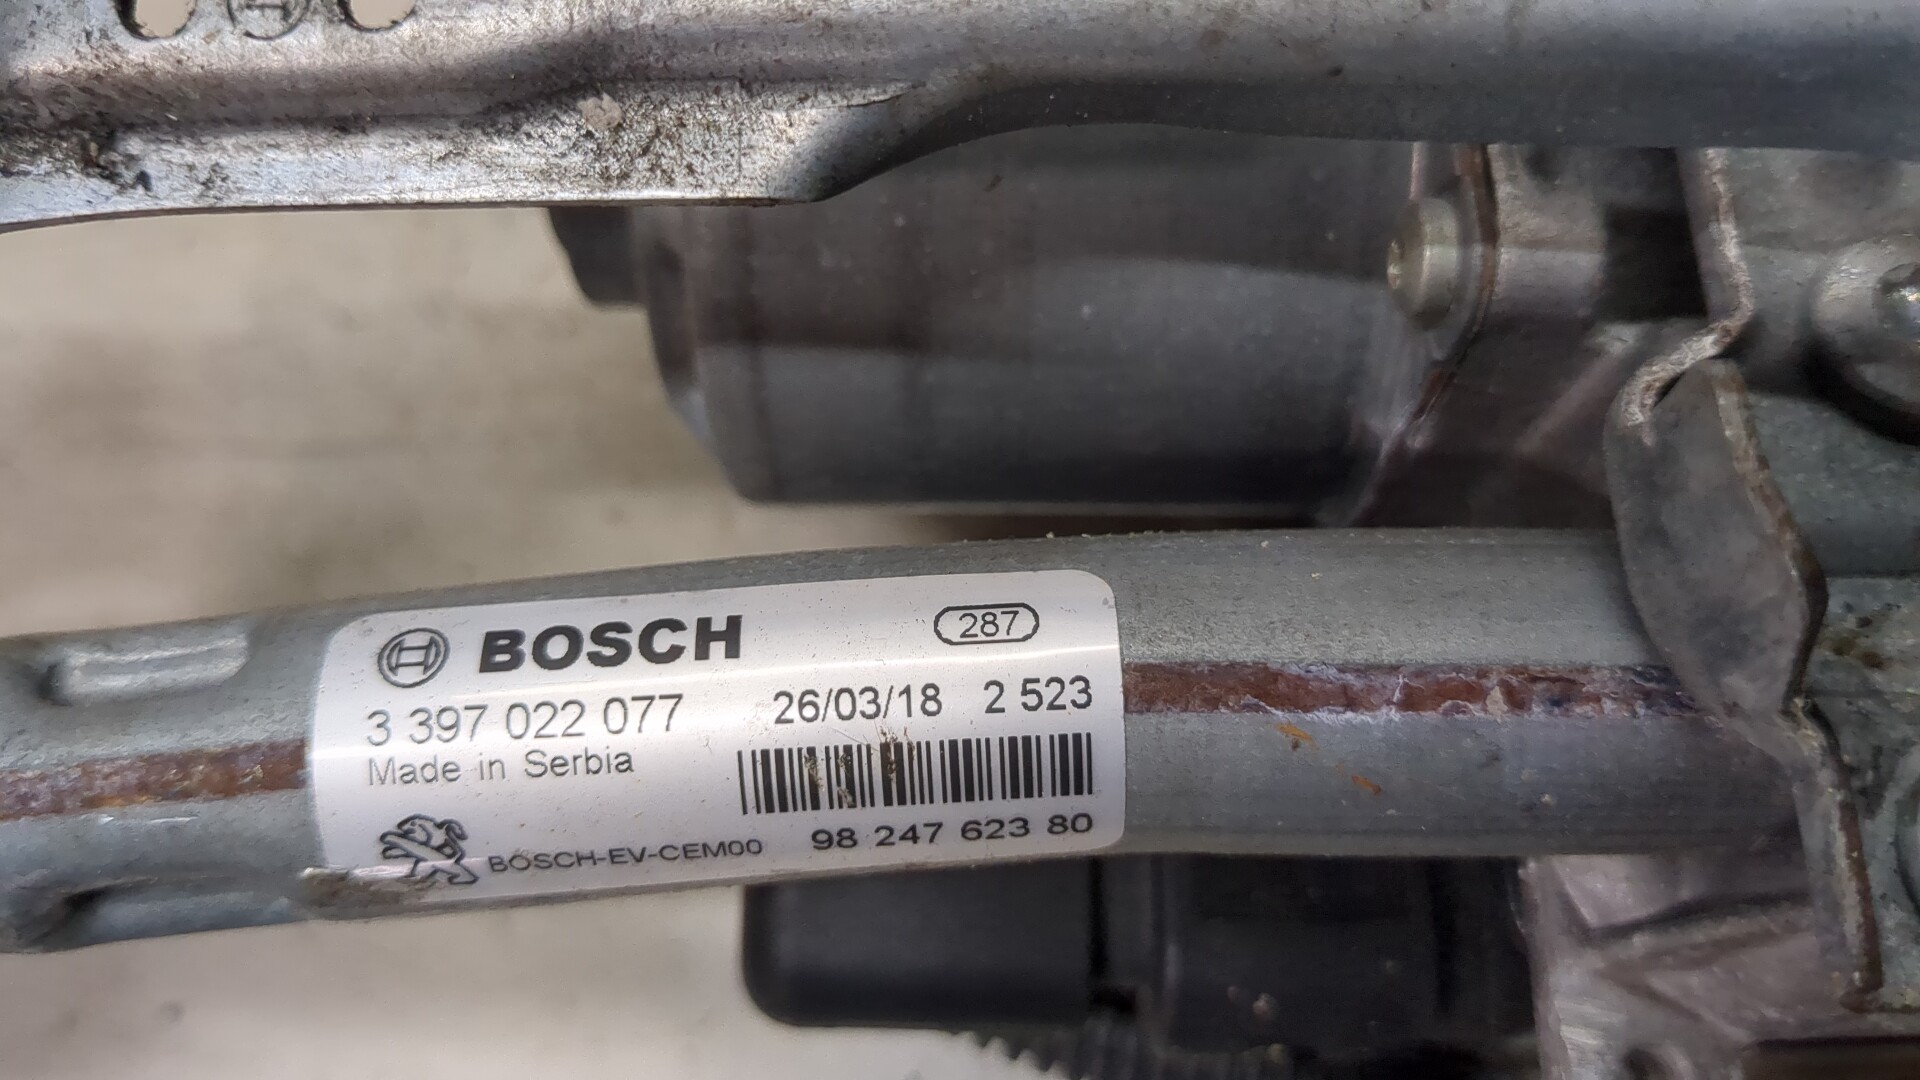 BOSCH 287
3 397 022 077 26/03/18 2 523
Made in Serbia
BOSCH-EV-CEM00 98 247 623 80